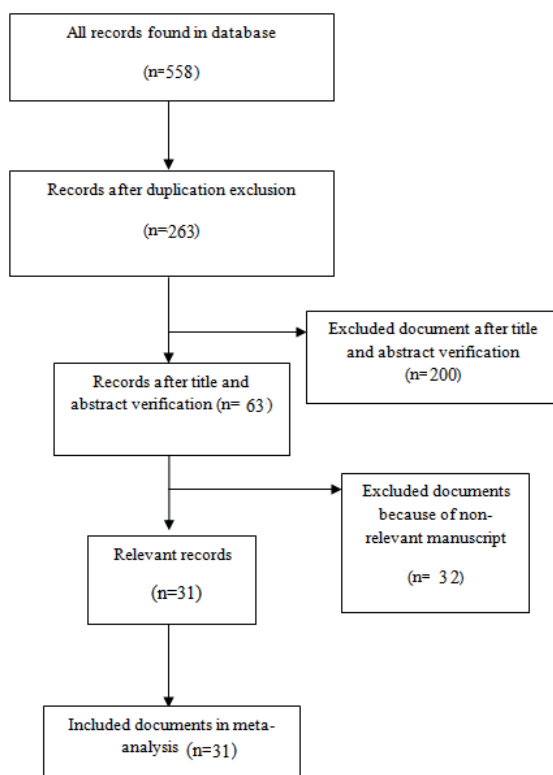 All records found in database
(n=558)
Records after duplication exclusion
(n=263)
Excluded document after title
and abstract verification
(n=200)
Records after title and
abstract verification (n= 63)
Excluded documents
because of non-
relevant manuscript
(n= 32)
Relevant records
(n=31)
Included documents in meta-
analysis (n=31)